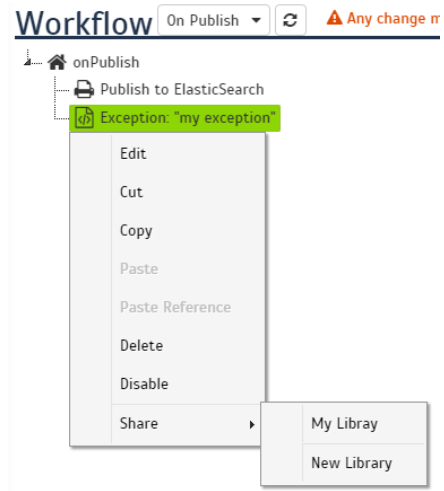 Workflow On Publish Any change m
onPublish
Publish to ElasticSearch
Exception: "my exception"
Edit
Cut
Copy
Paste
Paste Reference
Delete
Disable
Share My Libray
New Library